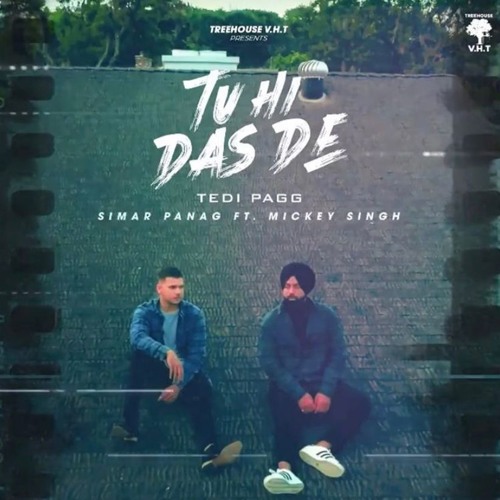 TREEHOUSE V.H.T
PRESENTS
TREEHOUSE
V.H.T
TU HI
DAS DE
TEDI PAGG
SIMAR PANAG FT. MICKEY SINGH